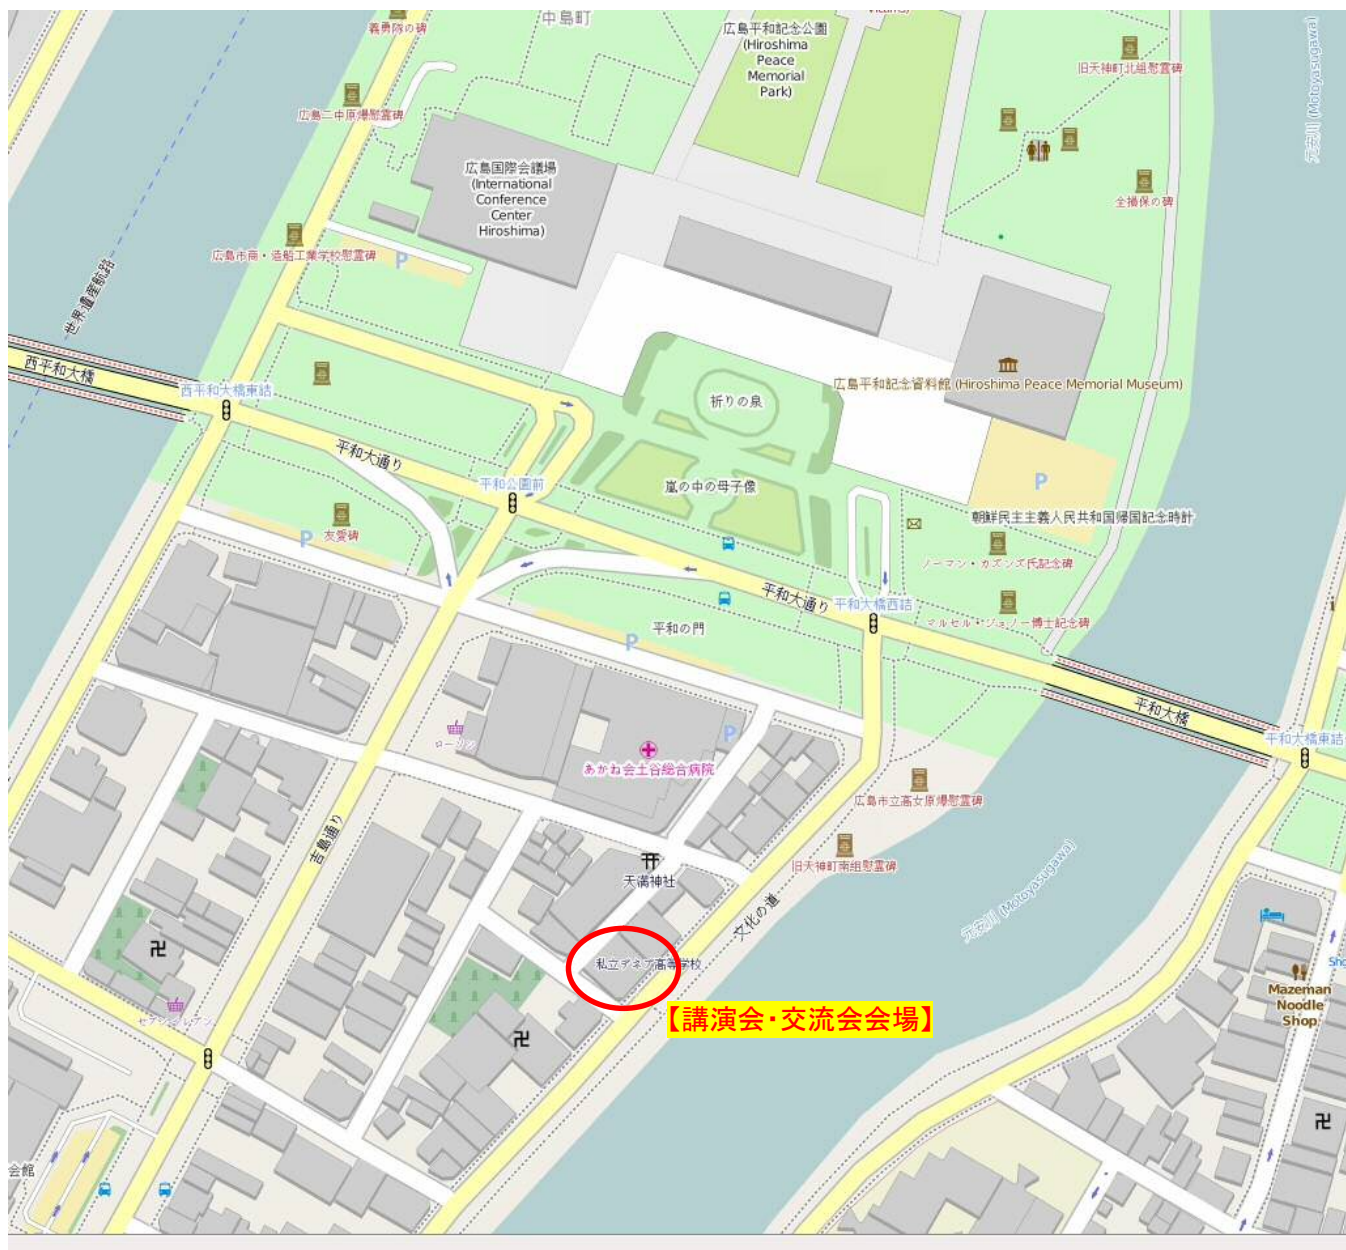 中島町
義勇隊の碑
広島平和記念公園
(Hiroshima
Peace
Memorial
Park)
旧天神町北組慰霊碑
元安川 (Motoyasugawa)
広島二中原爆慰霊碑
広島国際会議場
(International
Conference
Center
Hiroshima)
全損保の碑
広島市商・造船工業学校慰霊碑
P
世界遺産航路
西平和大橋
西平和大橋東詰
広島平和記念資料館 (Hiroshima Peace Memorial Museum)
祈りの泉
平和大通り
平和公園前
嵐の中の母子像
P
朝鮮民主主義人民共和国帰国記念時計
友愛碑
P
ノーマン・カズンズ氏記念碑
平和大通り
平和大橋西詰
マルセル・ジュノー博士記念碑
平和の門
P
平和大橋
平和大橋東詰
P
ローソン
あかね会土谷総合病院
広島市立高女原爆慰霊碑
吉島通り
旧天神町南組慰霊碑
天満神社
文化の道
元安川 (Motoyasugawa)
私立デネブ高等学校
Mazeman
Noodle
Shop
【講演会・交流会会場】
セブンイレブン
会館